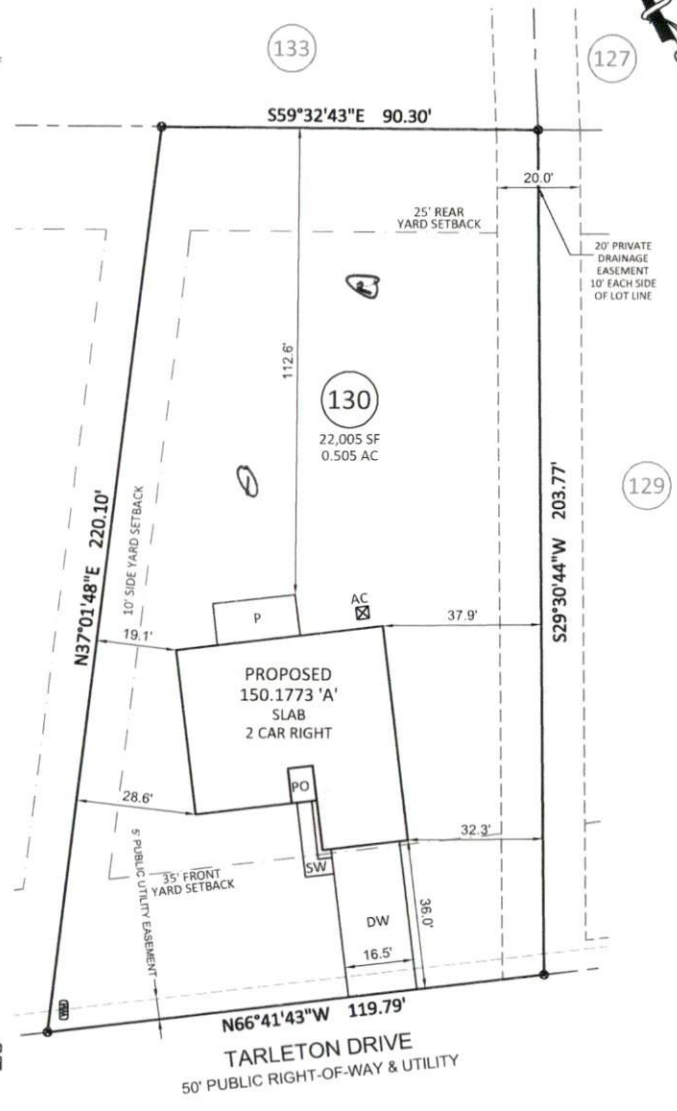 133
127
S59°32'43"E 90.30'
20.0'
25' REAR
YARD SETBACK
20' PRIVATE
DRAINAGE
EASEMENT
10' EACH SIDE
OF LOT LINE
112.6'
130
22,005 SF
0.505 AC
129
N37°01'48"E 220.10'
10' SIDE YARD SETBACK
S29°30'44"W 203.77'
AC
P
19.1'
37.9'
PROPOSED
150.1773 'A'
SLAB
2 CAR RIGHT
PO
28.6'
32.3'
SW
35' FRONT
YARD SETBACK
5' PUBLIC UTILITY EASEMENT
DW
36.0'
16.5'
N66°41'43"W 119.79'
TARLETON DRIVE
50' PUBLIC RIGHT-OF-WAY & UTILITY